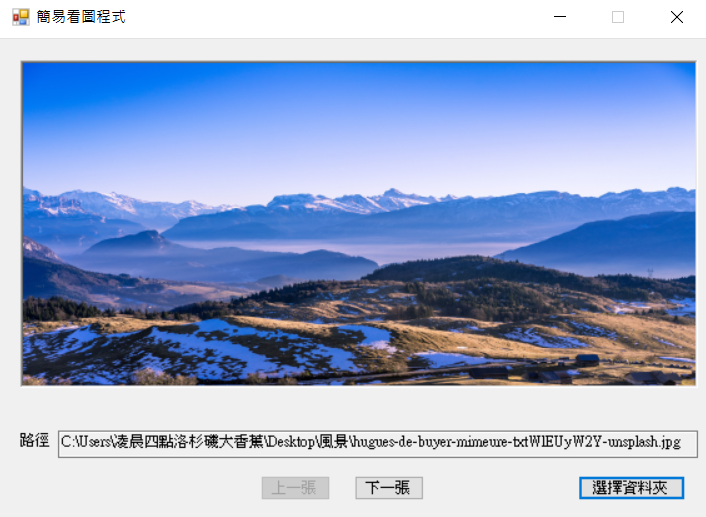 簡易看圖程式
路徑 C:\Users\凌晨四點洛杉磯大香蕉\Desktop\風景\hugues-de-buyer-mimeure-txtWlEUyW2Y-unsplash.jpg
上一張 下一張 選擇資料夾